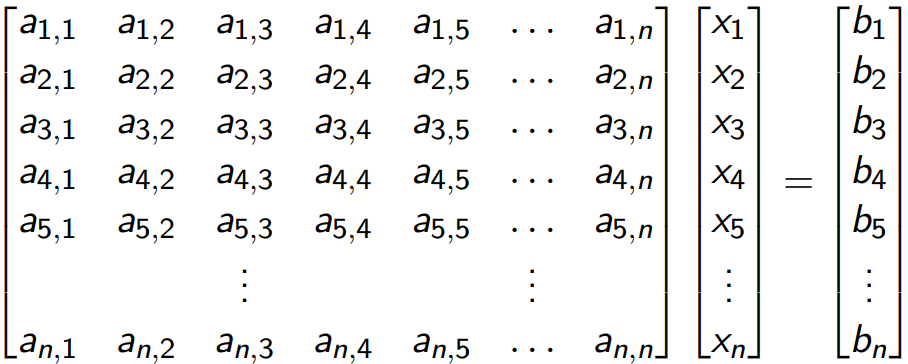 a1,1 a1,2 a1,3 a1,4 a1,5 … a1,n x1 b1
a2,1 a2,2 a2,3 a2,4 a2,5 … a2,n x2 b2
a3,1 a3,2 a3,3 a3,4 a3,5 … a3,n x3 b3
a4,1 a4,2 a4,3 a4,4 a4,5 … a4,n x4 = b4
a5,1 a5,2 a5,3 a5,4 a5,5 … a5,n x5 b5
⋮ ⋮ ⋮ ⋮
an,1 an,2 an,3 an,4 an,5 … an,n xn bn